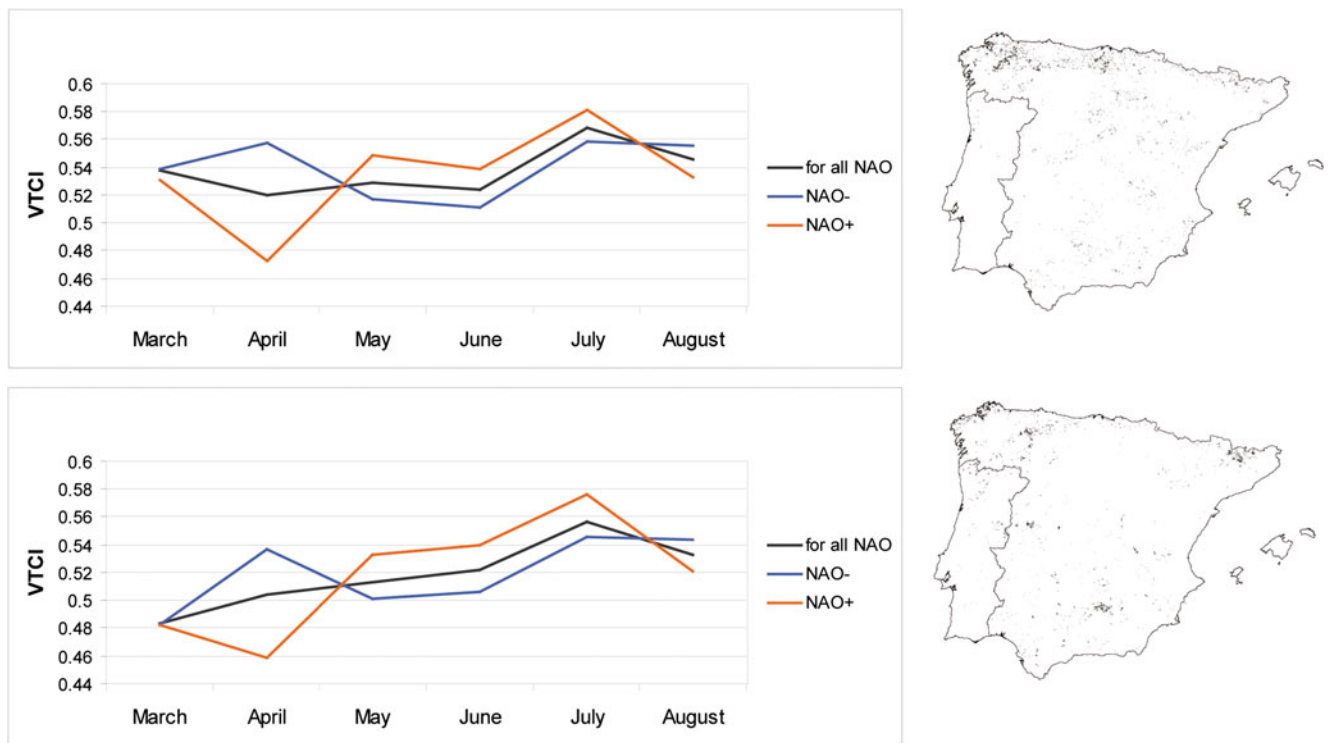 0.6
0.58
0.56
0.54
0.52
0.5
0.48
0.46
0.44
VTCI
March April May June July August
for all NAO
NAO-
NAO+
0.6
0.58
0.56
0.54
0.52
0.5
0.48
0.46
0.44
VTCI
March April May June July August
for all NAO
NAO-
NAO+